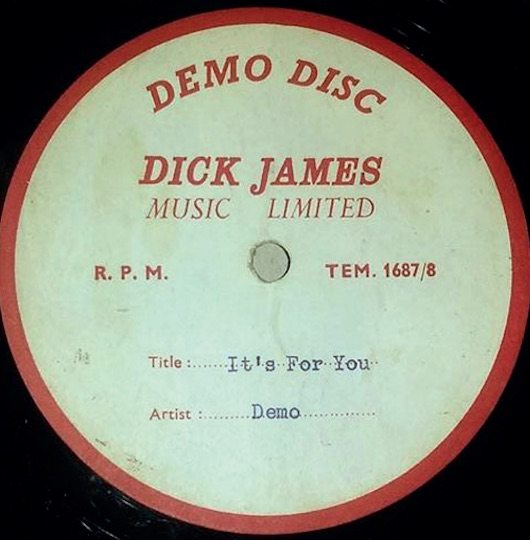 DEMO DISC
DICK JAMES
MUSIC LIMITED
R. P. M. TEM. 1687/8
Title :....... It's For You
Artist :......... Demo ...............